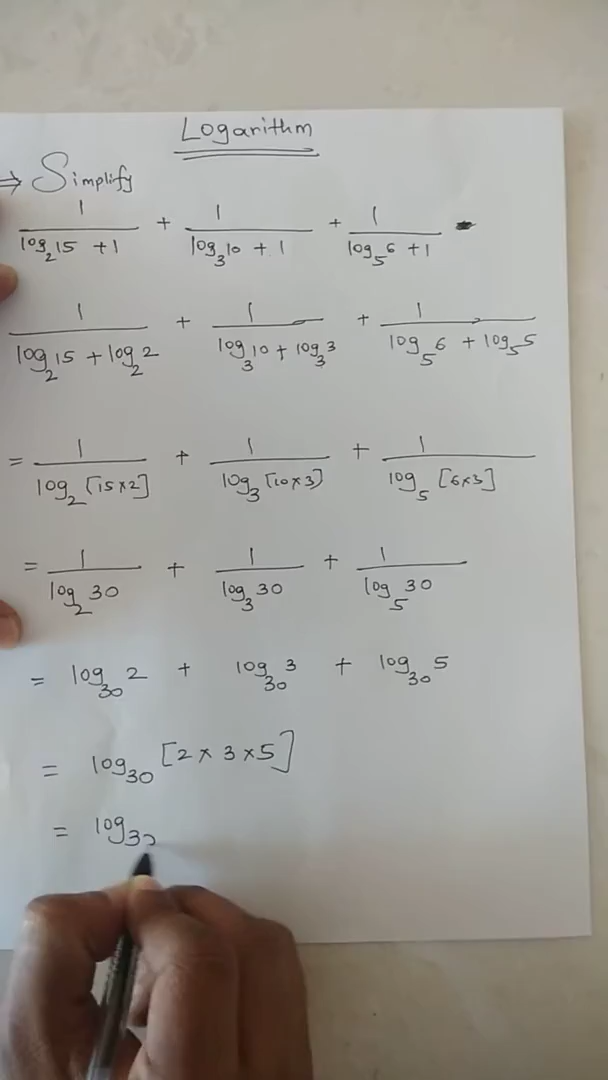 Logarithm
⇒ Simplify
1/(log₂15 + 1) + 1/(log₃10 + 1) + 1/(log₅6 + 1)
1/(log₂15 + log₂2) + 1/(log₃10 + log₃3) + 1/(log₅6 + log₅5)
= 1/(log₂[15×2]) + 1/(log₃[10×3]) + 1/(log₅[6×3])
= 1/(log₂30) + 1/(log₃30) + 1/(log₅30)
= log₃₀2 + log₃₀3 + log₃₀5
= log₃₀[2×3×5]
= log₃₀